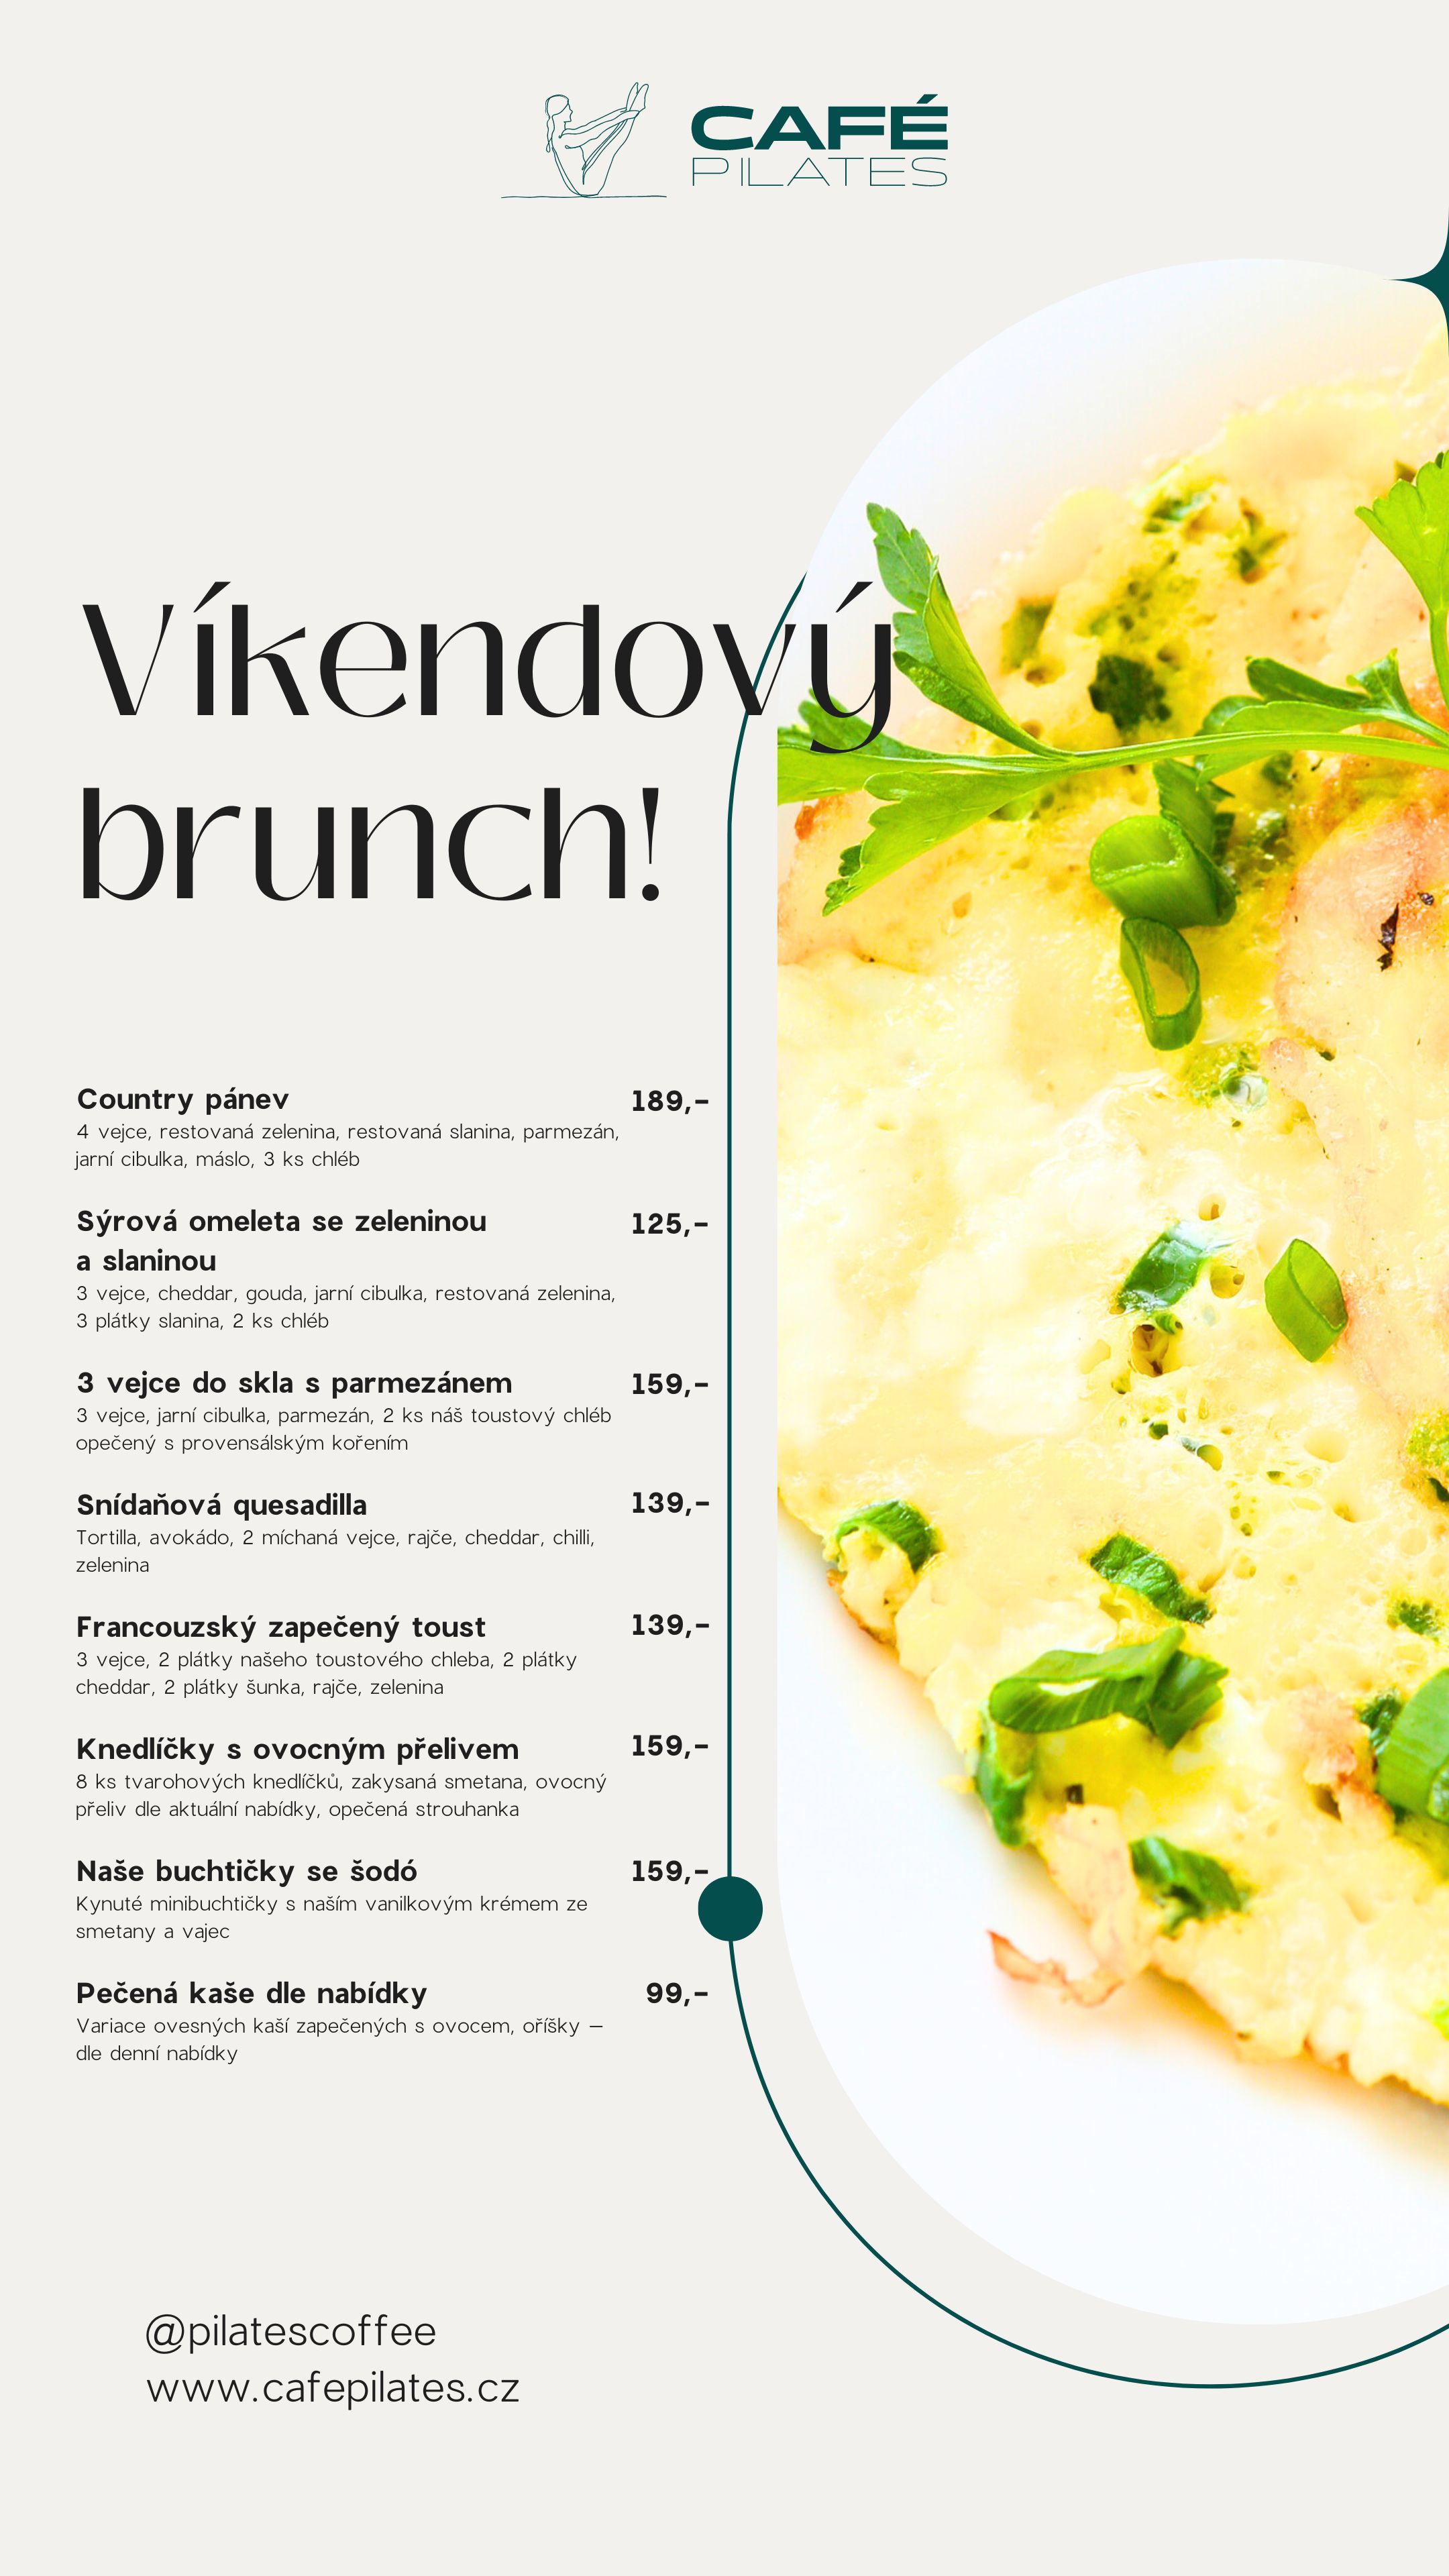 CAFÉ
PILATES
Víkendový
brunch!
Country pánev 189,-
4 vejce, restovaná zelenina, restovaná slanina, parmezán,
jarní cibulka, máslo, 3 ks chléb
Sýrová omeleta se zeleninou 125,-
a slaninou
3 vejce, cheddar, gouda, jarní cibulka, restovaná zelenina,
3 plátky slanina, 2 ks chléb
3 vejce do skla s parmezánem 159,-
3 vejce, jarní cibulka, parmezán, 2 ks náš toustový chléb
opečený s provensálským kořením
Snídaňová quesadilla 139,-
Tortilla, avokádo, 2 míchaná vejce, rajče, cheddar, chilli,
zelenina
Francouzský zapečený toust 139,-
3 vejce, 2 plátky našeho toustového chleba, 2 plátky
cheddar, 2 plátky šunka, rajče, zelenina
Knedlíčky s ovocným přelivem 159,-
8 ks tvarohových knedlíčků, zakysaná smetana, ovocný
přeliv dle aktuální nabídky, opečená strouhanka
Naše buchtičky se šodó 159,-
Kynuté minibuchtičky s naším vanilkovým krémem ze
smetany a vajec
Pečená kaše dle nabídky 99,-
Variace ovesných kaší zapečených s ovocem, oříšky –
dle denní nabídky
@pilatescoffee
www.cafepilates.cz